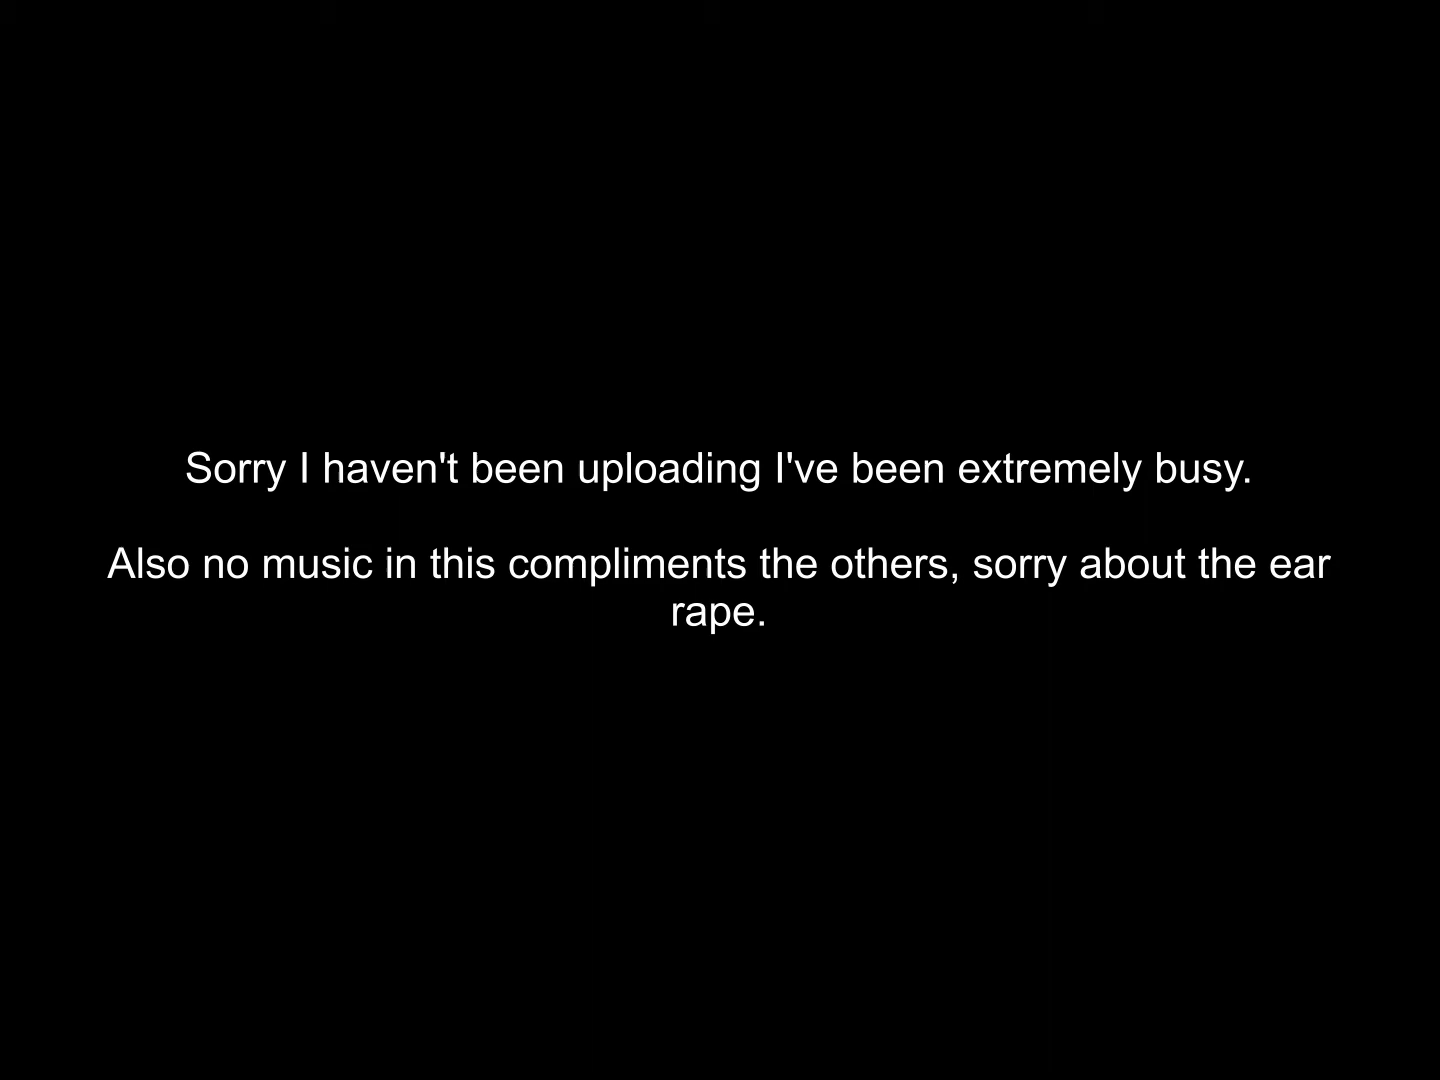 Sorry I haven't been uploading I've been extremely busy.
Also no music in this compliments the others, sorry about the ear
rape.